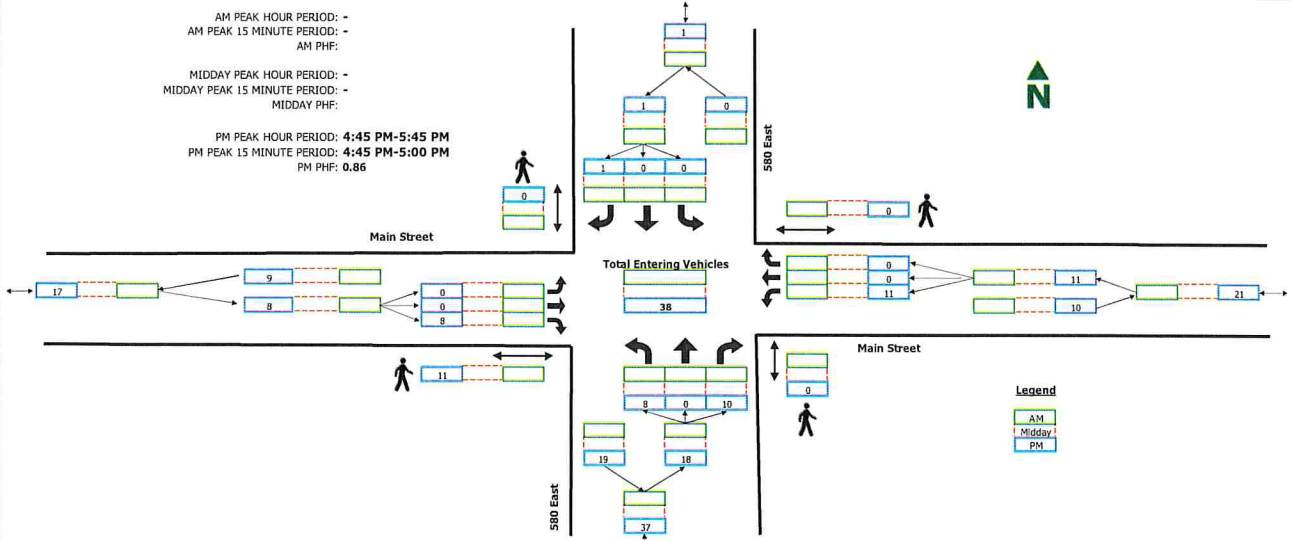 AM PEAK HOUR PERIOD: -
AM PEAK 15 MINUTE PERIOD: -
AM PHF:
MIDDAY PEAK HOUR PERIOD: -
MIDDAY PEAK 15 MINUTE PERIOD: -
MIDDAY PHF:
PM PEAK HOUR PERIOD: 4:45 PM-5:45 PM
PM PEAK 15 MINUTE PERIOD: 4:45 PM-5:00 PM
PM PHF: 0.86
1
N
1 0
580 East
1 0 0
0
0
Main Street
Total Entering Vehicles
0
9
0
11
17
0
11
21
8
0
10
8
38
Main Street
11
0
8 0 10
Legend
AM
Midday
PM
19 18
580 East
37